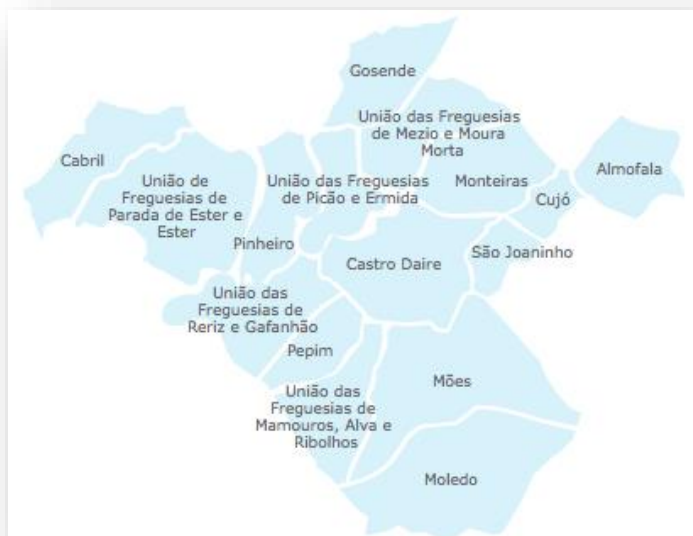 Gosende
União das Freguesias
de Mezio e Moura
Morta
Cabril
Almofala
União de
Freguesias de
Parada de Ester e
Ester
União das Freguesias
de Picão e Ermida
Monteiras
Cujó
Pinheiro
São Joaninho
Castro Daire
União das
Freguesias de
Reriz e Gafanhão
Pepim
Mões
União das
Freguesias de
Mamouros, Alva e
Ribolhos
Moledo